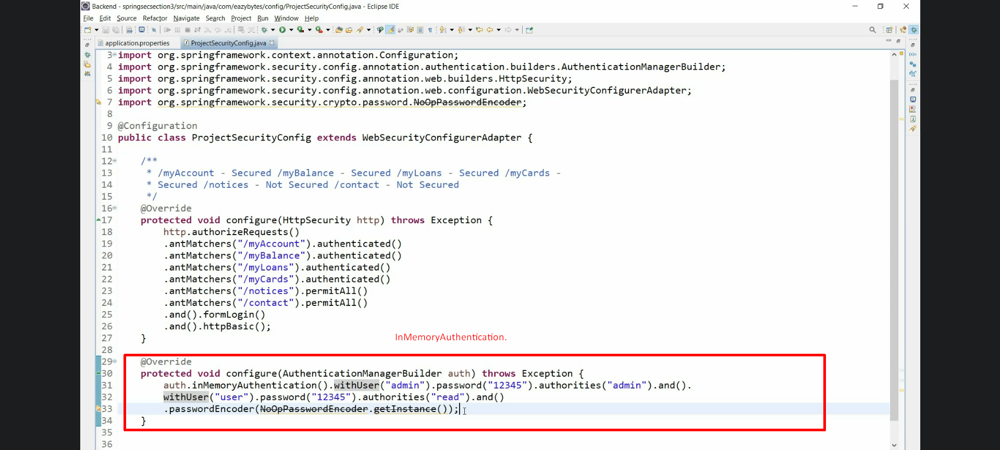 Backend - springsecsection3/src/main/java/com/eazybytes/config/ProjectSecurityConfig.java - Eclipse IDE
File Edit Source Refactor Navigate Search Project Run Window Help
application.properties ProjectSecurityConfig.java
3 import org.springframework.context.annotation.Configuration;
4 import org.springframework.security.config.annotation.authentication.builders.AuthenticationManagerBuilder;
5 import org.springframework.security.config.annotation.web.builders.HttpSecurity;
6 import org.springframework.security.config.annotation.web.configuration.WebSecurityConfigurerAdapter;
7 import org.springframework.security.crypto.password.NoOpPasswordEncoder;
8
9 @Configuration
10 public class ProjectSecurityConfig extends WebSecurityConfigurerAdapter {
11
12 /**
13 * /myAccount - Secured /myBalance - Secured /myLoans - Secured /myCards -
14 * Secured /notices - Not Secured /contact - Not Secured
15 */
16 @Override
17 protected void configure(HttpSecurity http) throws Exception {
18 http.authorizeRequests()
19 .antMatchers("/myAccount").authenticated()
20 .antMatchers("/myBalance").authenticated()
21 .antMatchers("/myLoans").authenticated()
22 .antMatchers("/myCards").authenticated()
23 .antMatchers("/notices").permitAll()
24 .antMatchers("/contact").permitAll()
25 .and().formLogin()
26 .and().httpBasic();
27 }
InMemoryAuthentication.
28
29 @Override
30 protected void configure(AuthenticationManagerBuilder auth) throws Exception {
31 auth.inMemoryAuthentication().withUser("admin").password("12345").authorities("admin").and().
32 withUser("user").password("12345").authorities("read").and()
33 .passwordEncoder(NoOpPasswordEncoder.getInstance());
34 }
35
36